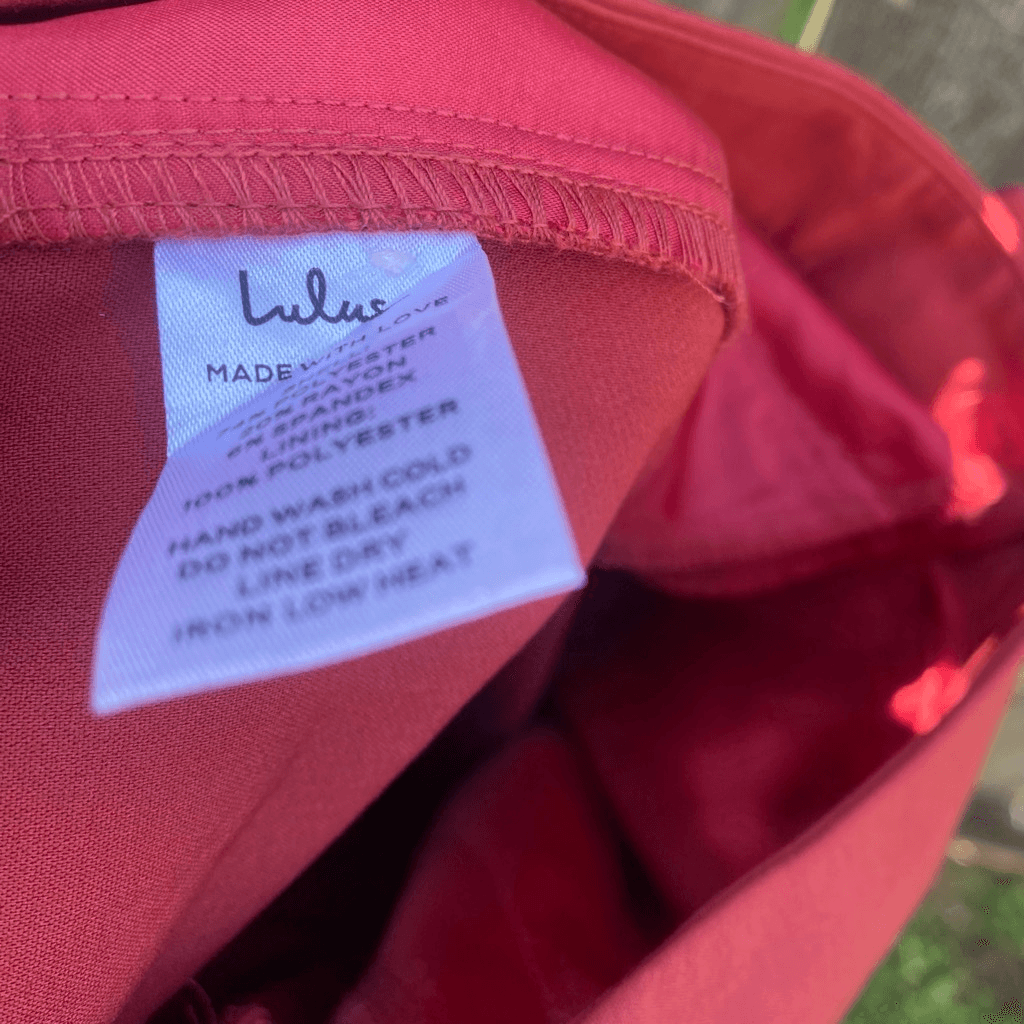 Lulus
MADE WITH LOVE
POLYESTER
RAYON
SPANDEX
LINING:
100% POLYESTER
HAND WASH COLD
DO NOT BLEACH
LINE DRY
IRON LOW HEAT